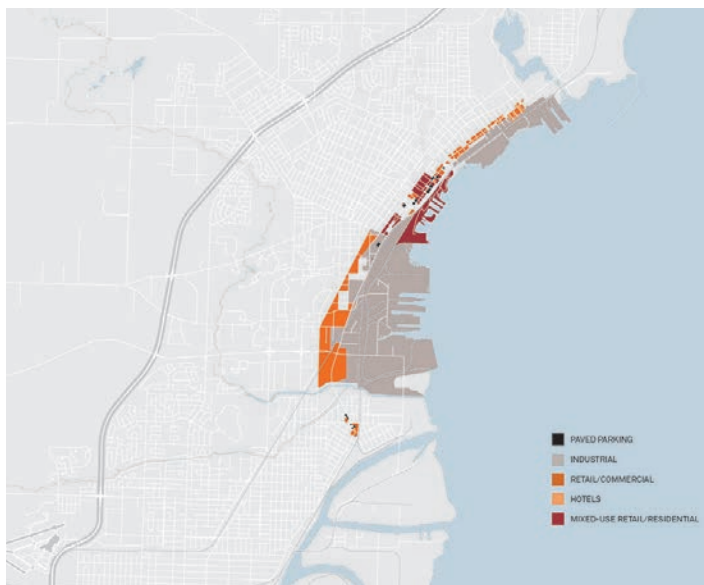 PAVED PARKING
INDUSTRIAL
RETAIL/COMMERCIAL
HOTELS
MIXED-USE RETAIL/RESIDENTIAL